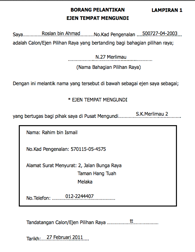 BORANG PELANTIKAN LAMPIRAN 1
EJEN TEMPAT MENGUNDI
Saya Roslan bin Ahmad No.Kad Pengenalan 500727-04-2003
adalah Calon/Ejen Pilihan Raya yang bertanding bagi bahagian pilihan raya;
N.27 Merlimau
(Nama Bahagian Pilihan Raya)
Dengan ini melantik nama yang tersebut di bawah sebagai ejen saya sebagai;
* EJEN TEMPAT MENGUNDI
yang bertugas bagi pihak saya di Pusat Mengundi S.K.Merlimau 2
Nama: Rahim bin Ismail
No.Kad Pengenalan: 570115-05-4575
Alamat Surat Menyurat: 2, Jalan Bunga Raya
Taman Hang Tuah
Melaka
No.Telefon: 012-2244407
Tandatangan Calon/Ejen Pilihan Raya
Tarikh: 27 Februari 2011